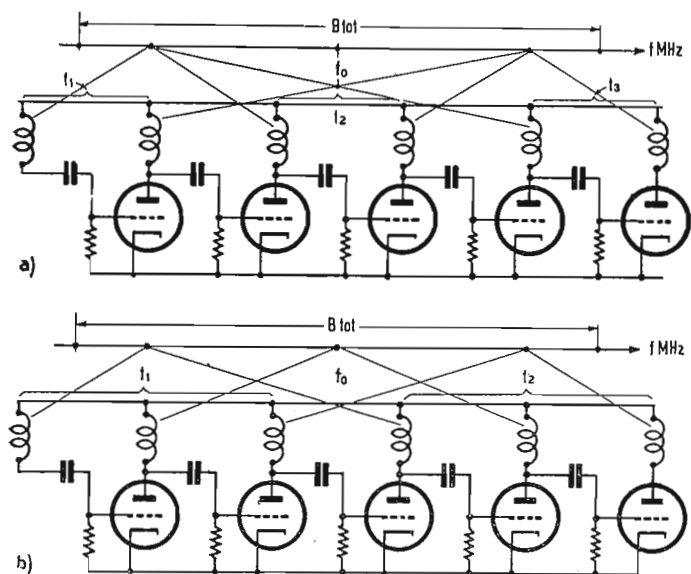 B tot
f MHz
f₀
f₁
f₃
f₂
a)
B tot
f MHz
f₁
f₀
f₂
b)